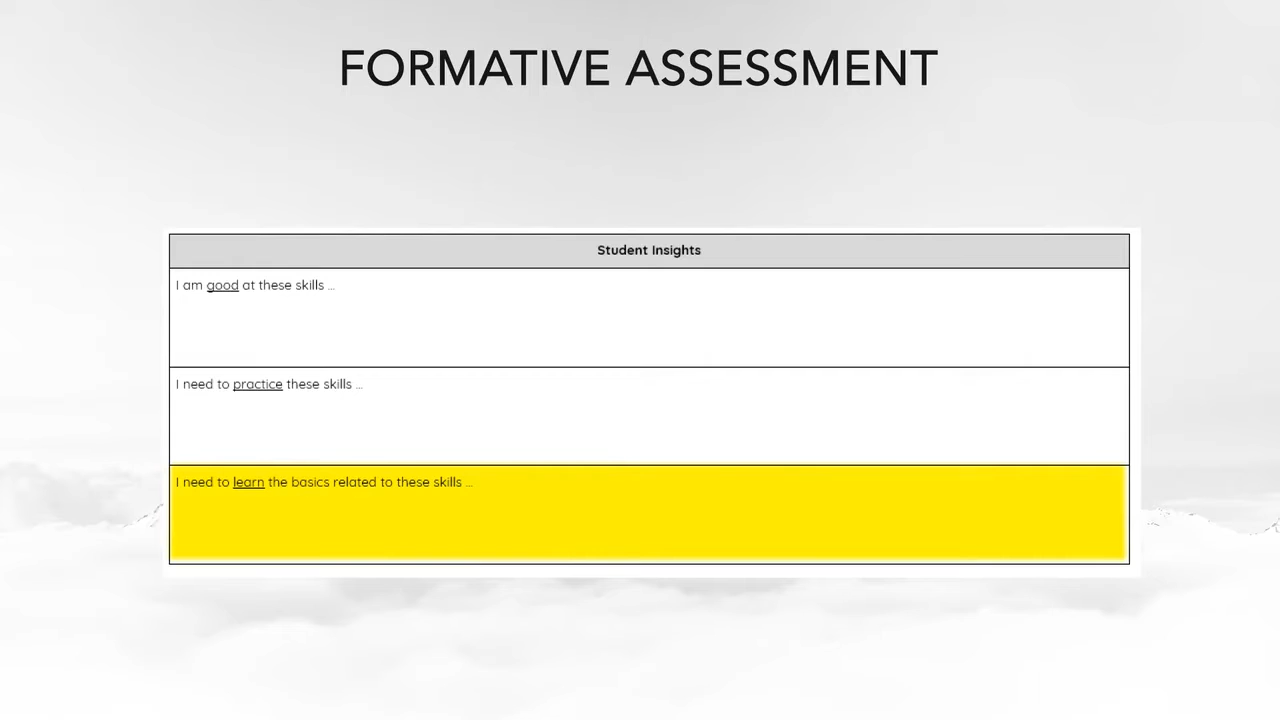 FORMATIVE ASSESSMENT
Student Insights
I am good at these skills ...
I need to practice these skills ...
I need to learn the basics related to these skills ...